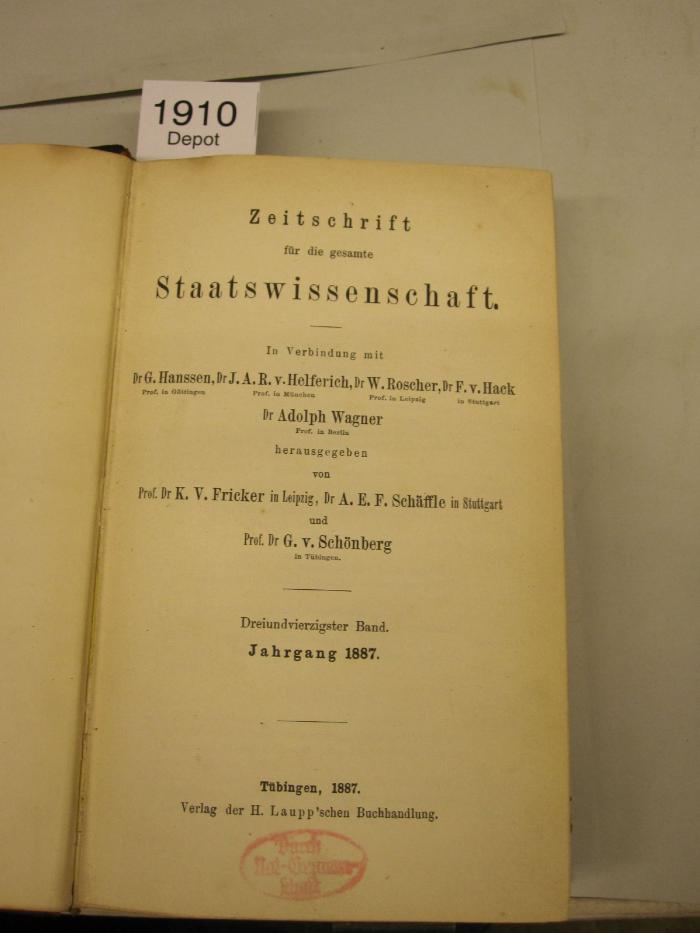 1910
Depot
Zeitschrift
für die gesamte
Staatswissenschaft.
In Verbindung mit
Dr G. Hanssen, Dr J. A. R. v. Helferich, Dr W. Roscher, Dr F. v. Hack
Prof. in Göttingen Prof. in München Prof. in Leipzig in Stuttgart
Dr Adolph Wagner
Prof. in Berlin
herausgegeben
von
Prof. Dr K. V. Fricker in Leipzig, Dr A. E. F. Schäffle in Stuttgart
und
Prof. Dr G. v. Schönberg
in Tübingen.
Dreiundvierzigster Band.
Jahrgang 1887.
Tübingen, 1887.
Verlag der H. Laupp'schen Buchhandlung.
Durch